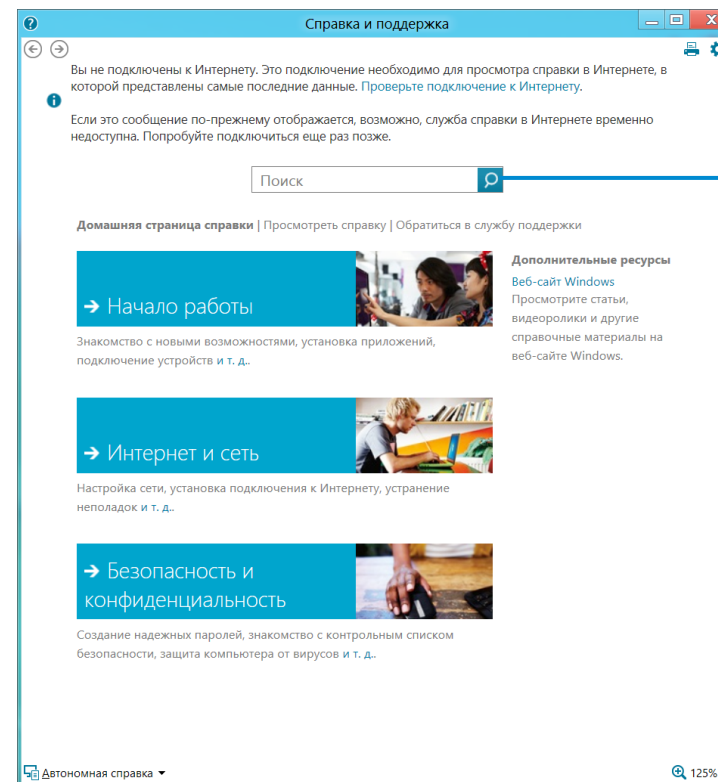 Справка и поддержка
Вы не подключены к Интернету. Это подключение необходимо для просмотра справки в Интернете, в
которой представлены самые последние данные. Проверьте подключение к Интернету.
Если это сообщение по-прежнему отображается, возможно, служба справки в Интернете временно
недоступна. Попробуйте подключиться еще раз позже.
Поиск
Домашняя страница справки | Просмотреть справку | Обратиться в службу поддержки
→ Начало работы
Знакомство с новыми возможностями, установка приложений,
подключение устройств и т. д..
→ Интернет и сеть
Настройка сети, установка подключения к Интернету, устранение
неполадок и т. д..
→ Безопасность и
конфиденциальность
Создание надежных паролей, знакомство с контрольным списком
безопасности, защита компьютера от вирусов и т. д..
Дополнительные ресурсы
Веб-сайт Windows
Просмотрите статьи,
видеоролики и другие
справочные материалы на
веб-сайте Windows.
Автономная справка
125%